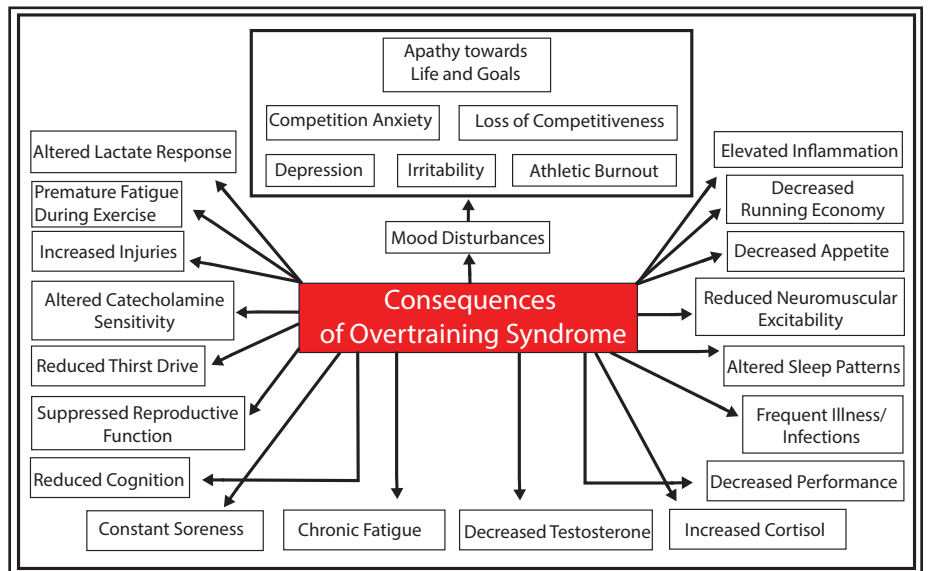 Apathy towards
Life and Goals
Competition Anxiety
Loss of Competitiveness
Depression
Irritability
Athletic Burnout
Mood Disturbances
Consequences
of Overtraining Syndrome
Altered Lactate Response
Premature Fatigue
During Exercise
Increased Injuries
Altered Catecholamine
Sensitivity
Reduced Thirst Drive
Suppressed Reproductive
Function
Reduced Cognition
Constant Soreness
Chronic Fatigue
Decreased Testosterone
Increased Cortisol
Elevated Inflammation
Decreased
Running Economy
Decreased Appetite
Reduced Neuromuscular
Excitability
Altered Sleep Patterns
Frequent Illness/
Infections
Decreased Performance